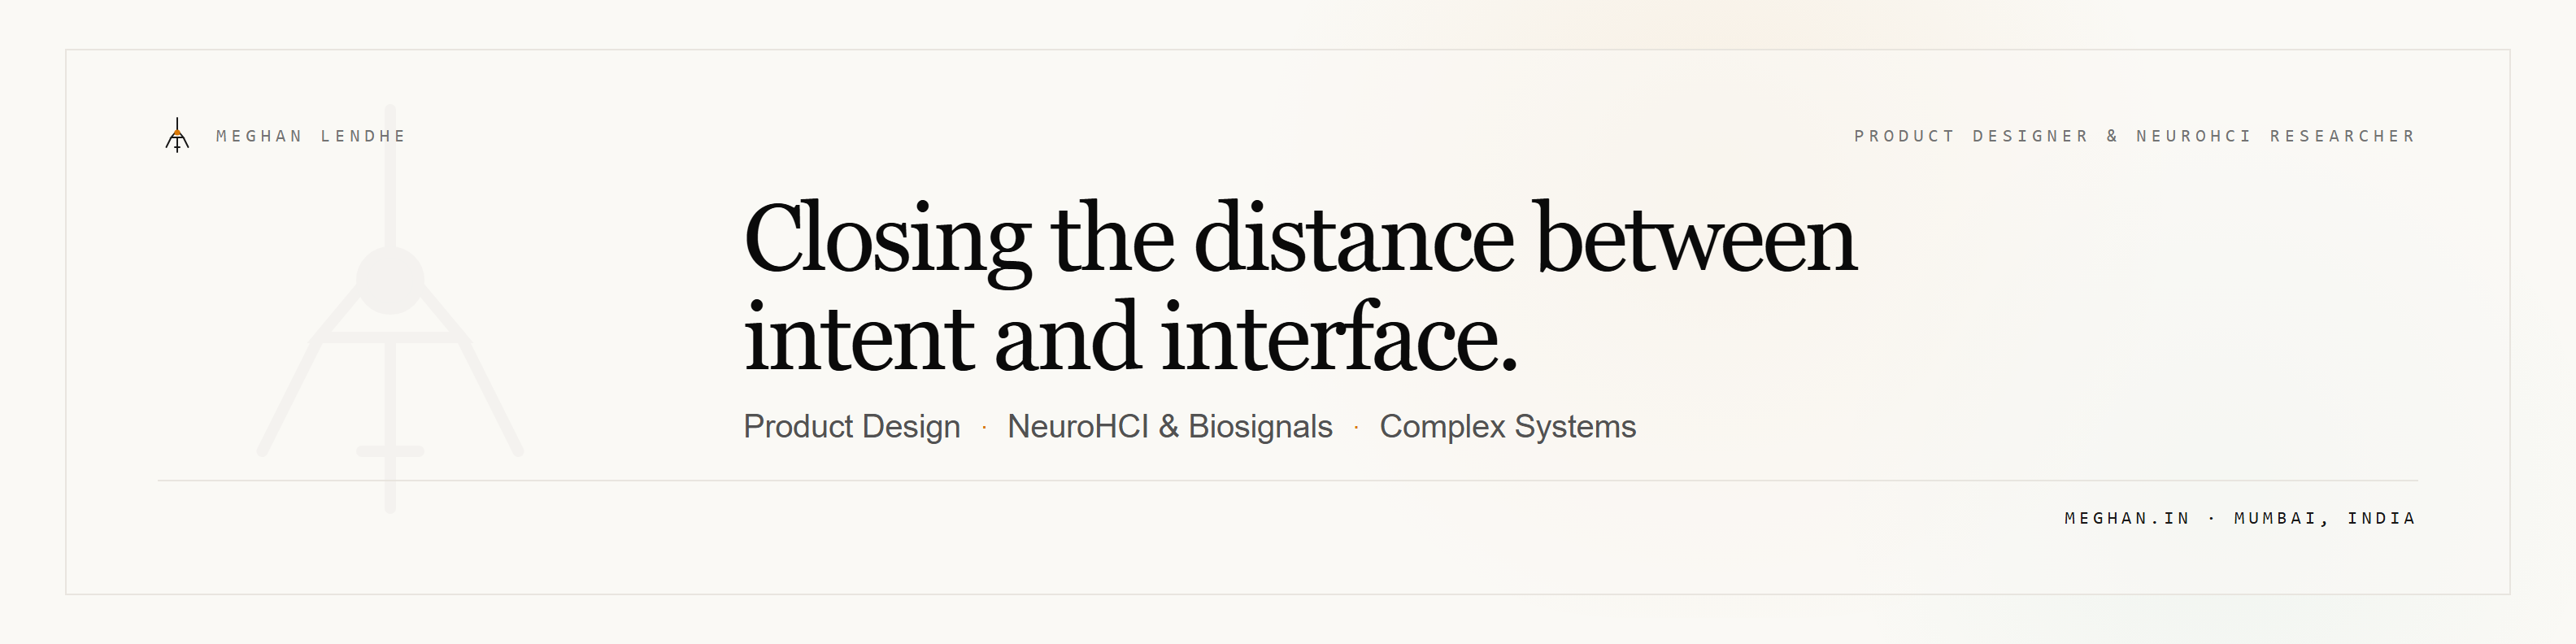 MEGHAN LENDHE
PRODUCT DESIGNER & NEUROHCI RESEARCHER
Closing the distance between
intent and interface.
Product Design · NeuroHCI & Biosignals · Complex Systems
MEGHAN.IN · MUMBAI, INDIA